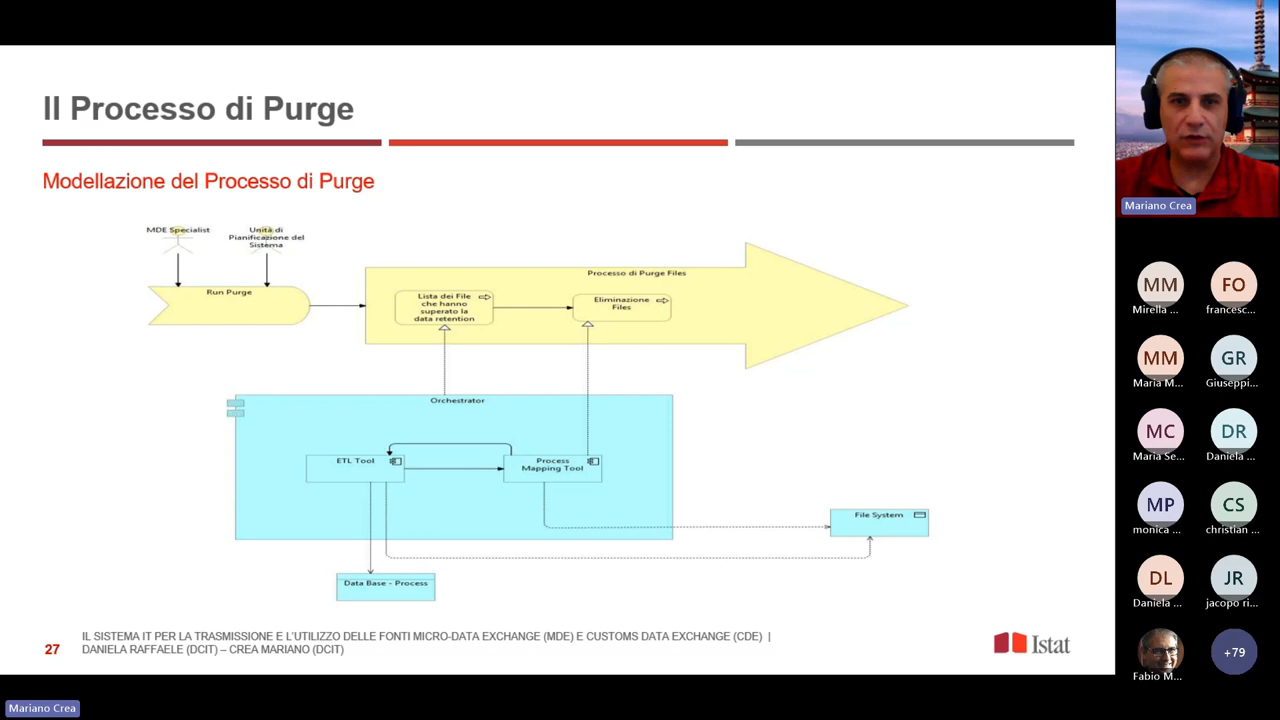 Il Processo di Purge
Modellazione del Processo di Purge
MDE Specialist
Unità di
Pianificazione del
Sistema
Run Purge
Processo di Purge Files
Lista dei File
che hanno
superato la
data retention
Eliminazione
Files
Orchestrator
ETL Tool
Process
Mapping Tool
File System
Data Base - Process
27
IL SISTEMA IT PER LA TRASMISSIONE E L'UTILIZZO DELLE FONTI MICRO-DATA EXCHANGE (MDE) E CUSTOMS DATA EXCHANGE (CDE) |
DANIELA RAFFAELE (DCIT) – CREA MARIANO (DCIT)
Istat
Mariano Crea
MM
Mirella ...
FO
francesc...
MM
Maria M...
GR
Giuseppi...
MC
Maria Se...
DR
Daniela ...
MP
monica ...
CS
christian ...
DL
Daniela ...
JR
jacopo ri...
Fabio M...
+79
Mariano Crea